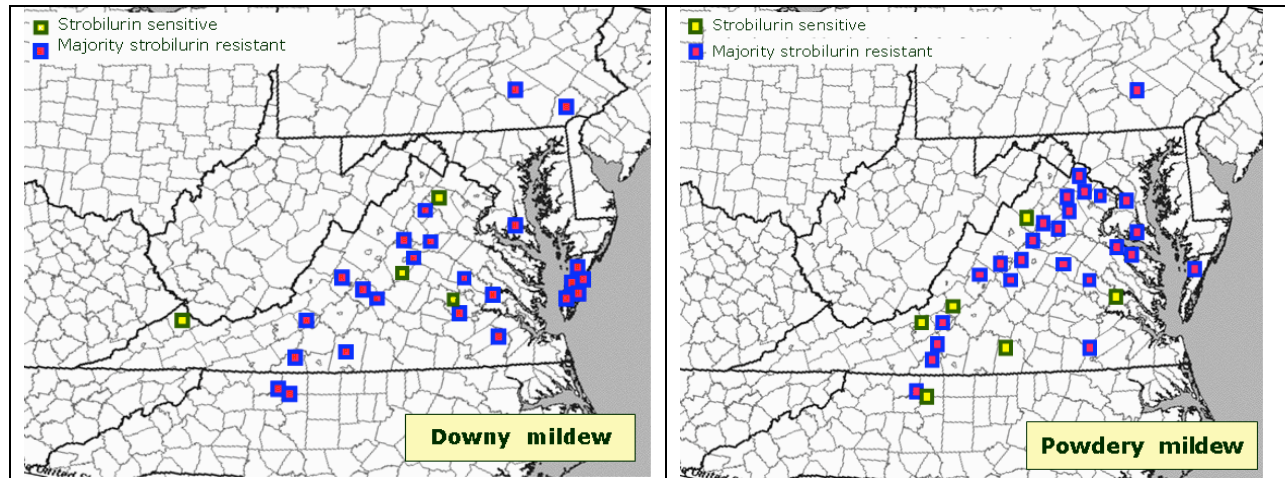 Strobilurin sensitive
Majority strobilurin resistant
Downy mildew
Strobilurin sensitive
Majority strobilurin resistant
Powdery mildew